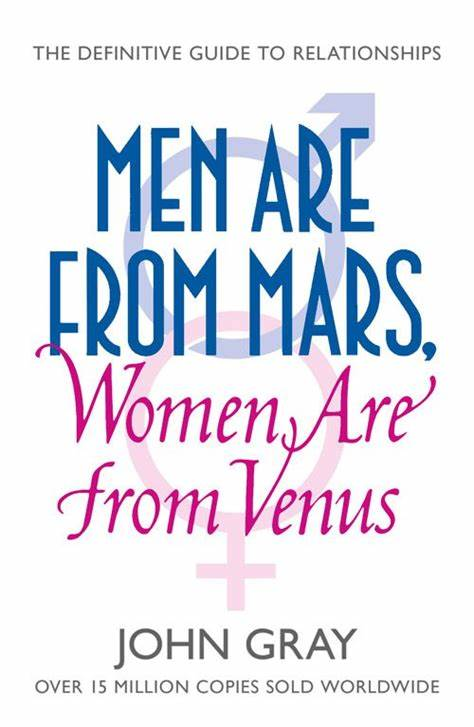 THE DEFINITIVE GUIDE TO RELATIONSHIPS
MEN ARE
FROM MARS,
Women Are
from Venus
JOHN GRAY
OVER 15 MILLION COPIES SOLD WORLDWIDE